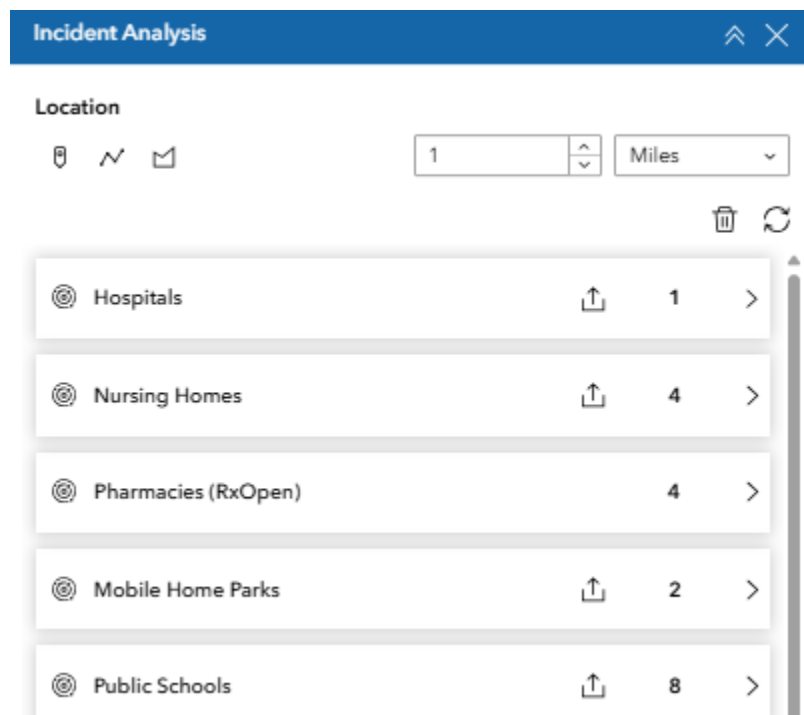 Incident Analysis
Location
1 Miles
Hospitals 1
Nursing Homes 4
Pharmacies (RxOpen) 4
Mobile Home Parks 2
Public Schools 8